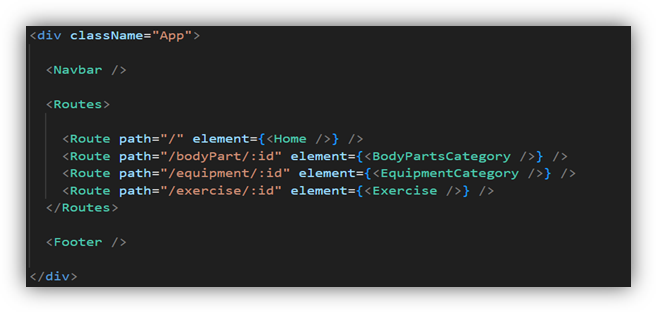 <div className="App">
<Navbar />
<Routes>
<Route path="/" element={<Home />} />
<Route path="/bodyPart/:id" element={<BodyPartsCategory />} />
<Route path="/equipment/:id" element={<EquipmentCategory />} />
<Route path="/exercise/:id" element={<Exercise />} />
</Routes>
<Footer />
</div>